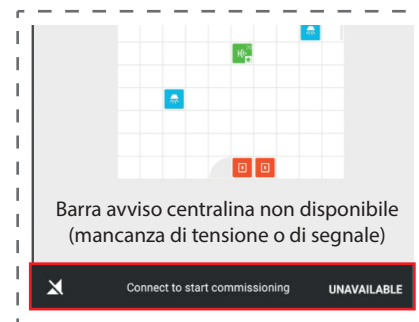 Barra avviso centralina non disponibile
(mancanza di tensione o di segnale)
Connect to start commissioning UNAVAILABLE